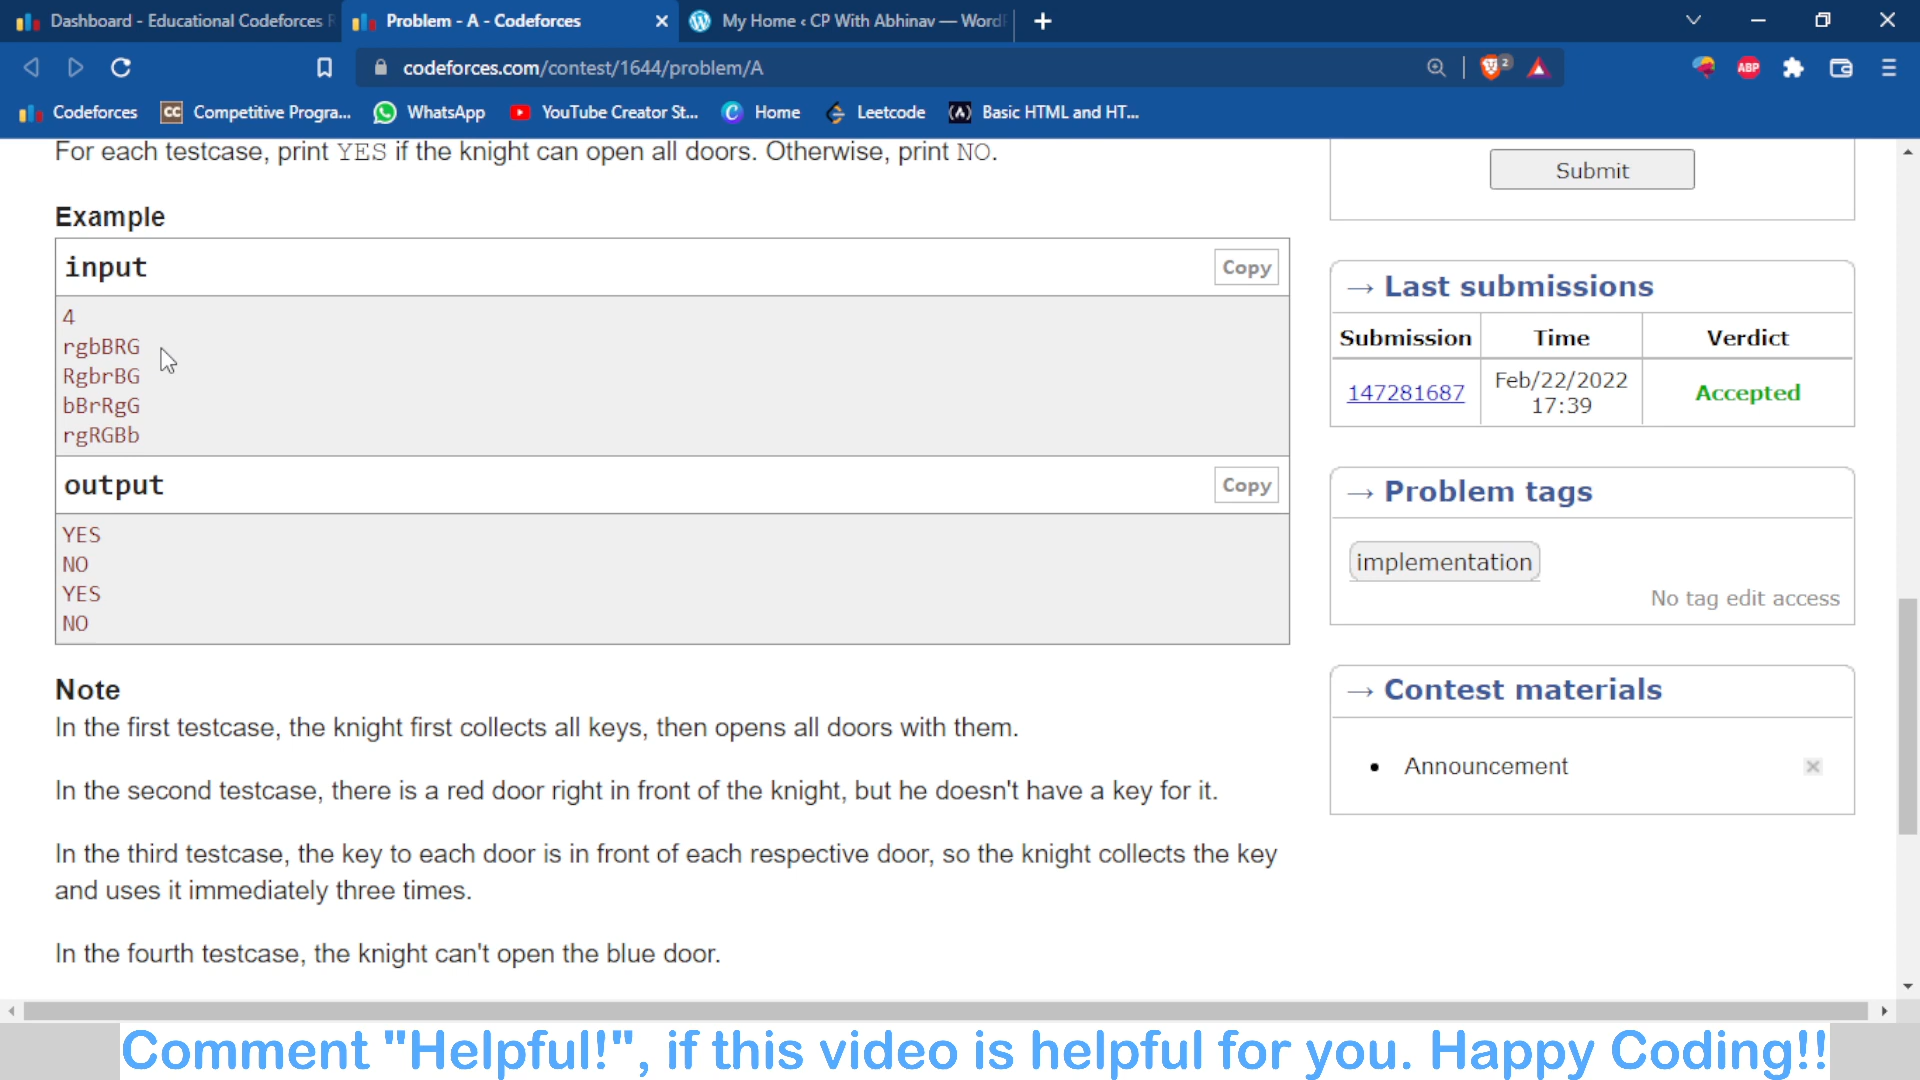 Dashboard - Educational Codeforces R
Problem - A - Codeforces
My Home ‹ CP With Abhinav — WordP
codeforces.com/contest/1644/problem/A
2
ABP
Codeforces
CC
Competitive Progra...
WhatsApp
YouTube Creator St...
C
Home
Leetcode
(A)
Basic HTML and HT...
For each testcase, print YES if the knight can open all doors. Otherwise, print NO.
Example
input
Copy
4
rgbBRG
RgbrBG
bBrRgG
rgRGBb
output
Copy
YES
NO
YES
NO
Note
In the first testcase, the knight first collects all keys, then opens all doors with them.
In the second testcase, there is a red door right in front of the knight, but he doesn't have a key for it.
In the third testcase, the key to each door is in front of each respective door, so the knight collects the key
and uses it immediately three times.
In the fourth testcase, the knight can't open the blue door.
Submit
→ Last submissions
Submission Time Verdict
147281687
Feb/22/2022
17:39
Accepted
→ Problem tags
implementation
No tag edit access
→ Contest materials
• Announcement
Comment "Helpful!", if this video is helpful for you. Happy Coding!!